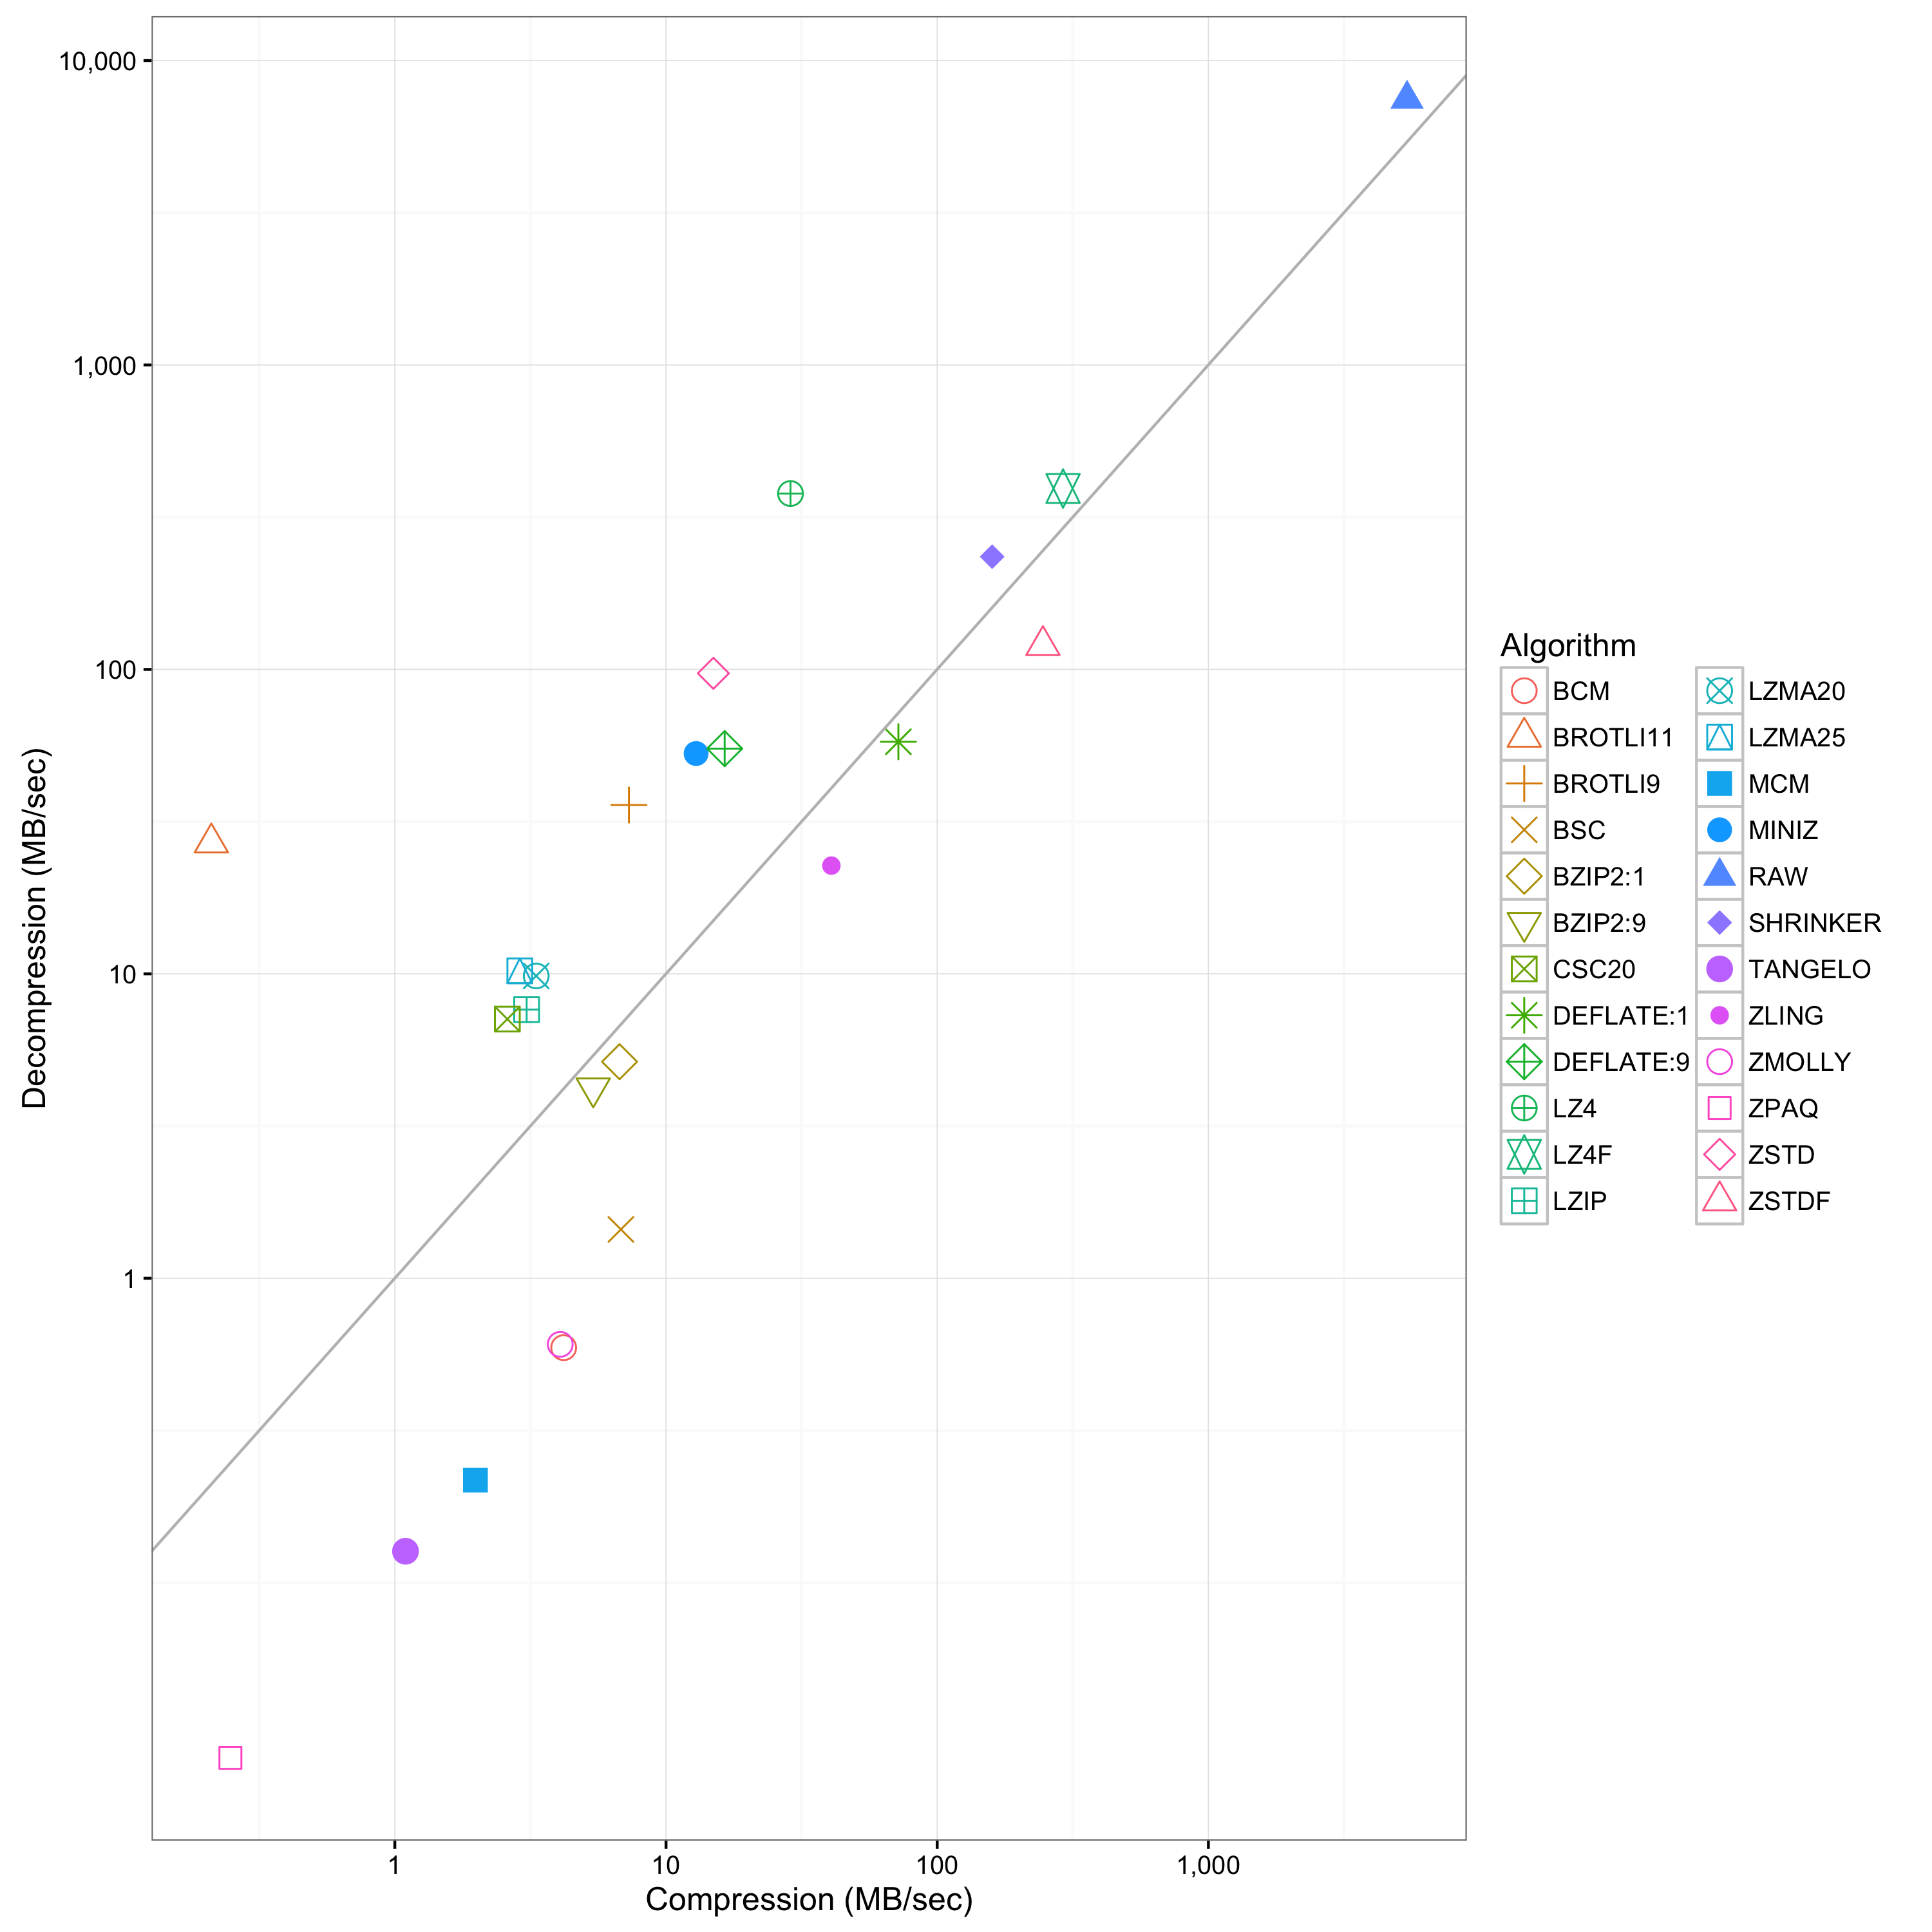 10,000
1,000
100
10
1
Decompression (MB/sec)
1
10
100
1,000
Compression (MB/sec)
Algorithm
BCM
BROTLI11
BROTLI9
BSC
BZIP2:1
BZIP2:9
CSC20
DEFLATE:1
DEFLATE:9
LZ4
LZ4F
LZIP
LZMA20
LZMA25
MCM
MINIZ
RAW
SHRINKER
TANGELO
ZLING
ZMOLLY
ZPAQ
ZSTD
ZSTDF